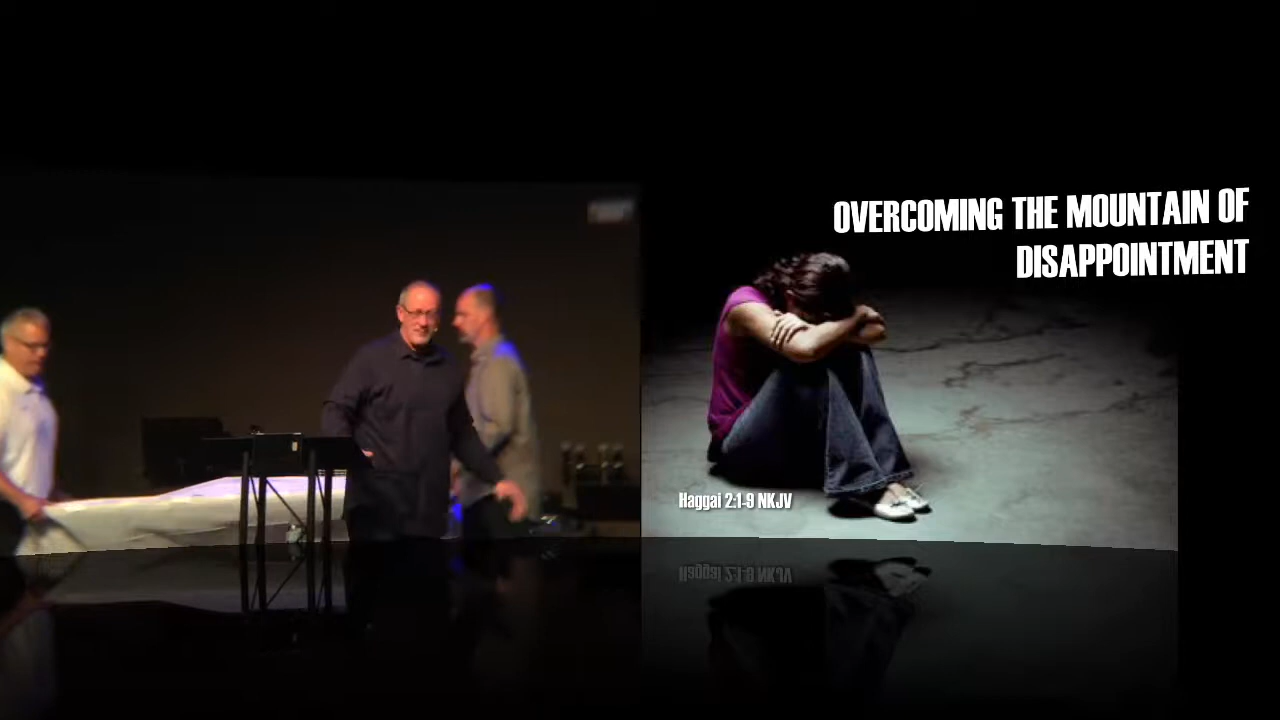 OVERCOMING THE MOUNTAIN OF
DISAPPOINTMENT
Haggai 2:1-9 NKJV